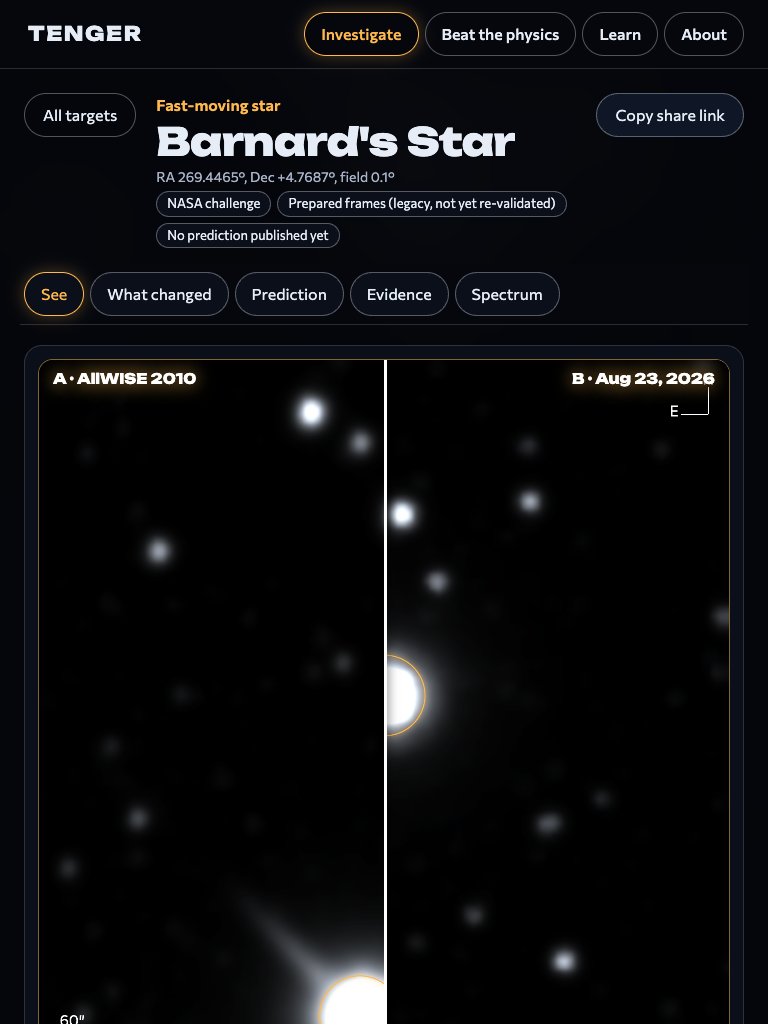 TENGER
Investigate
Beat the physics
Learn
About
All targets
Fast-moving star
Barnard's Star
RA 269.4465°, Dec +4.7687°, field 0.1°
NASA challenge
Prepared frames (legacy, not yet re-validated)
No prediction published yet
Copy share link
See
What changed
Prediction
Evidence
Spectrum
A • AllWISE 2010
B • Aug 23, 2026
E
60"